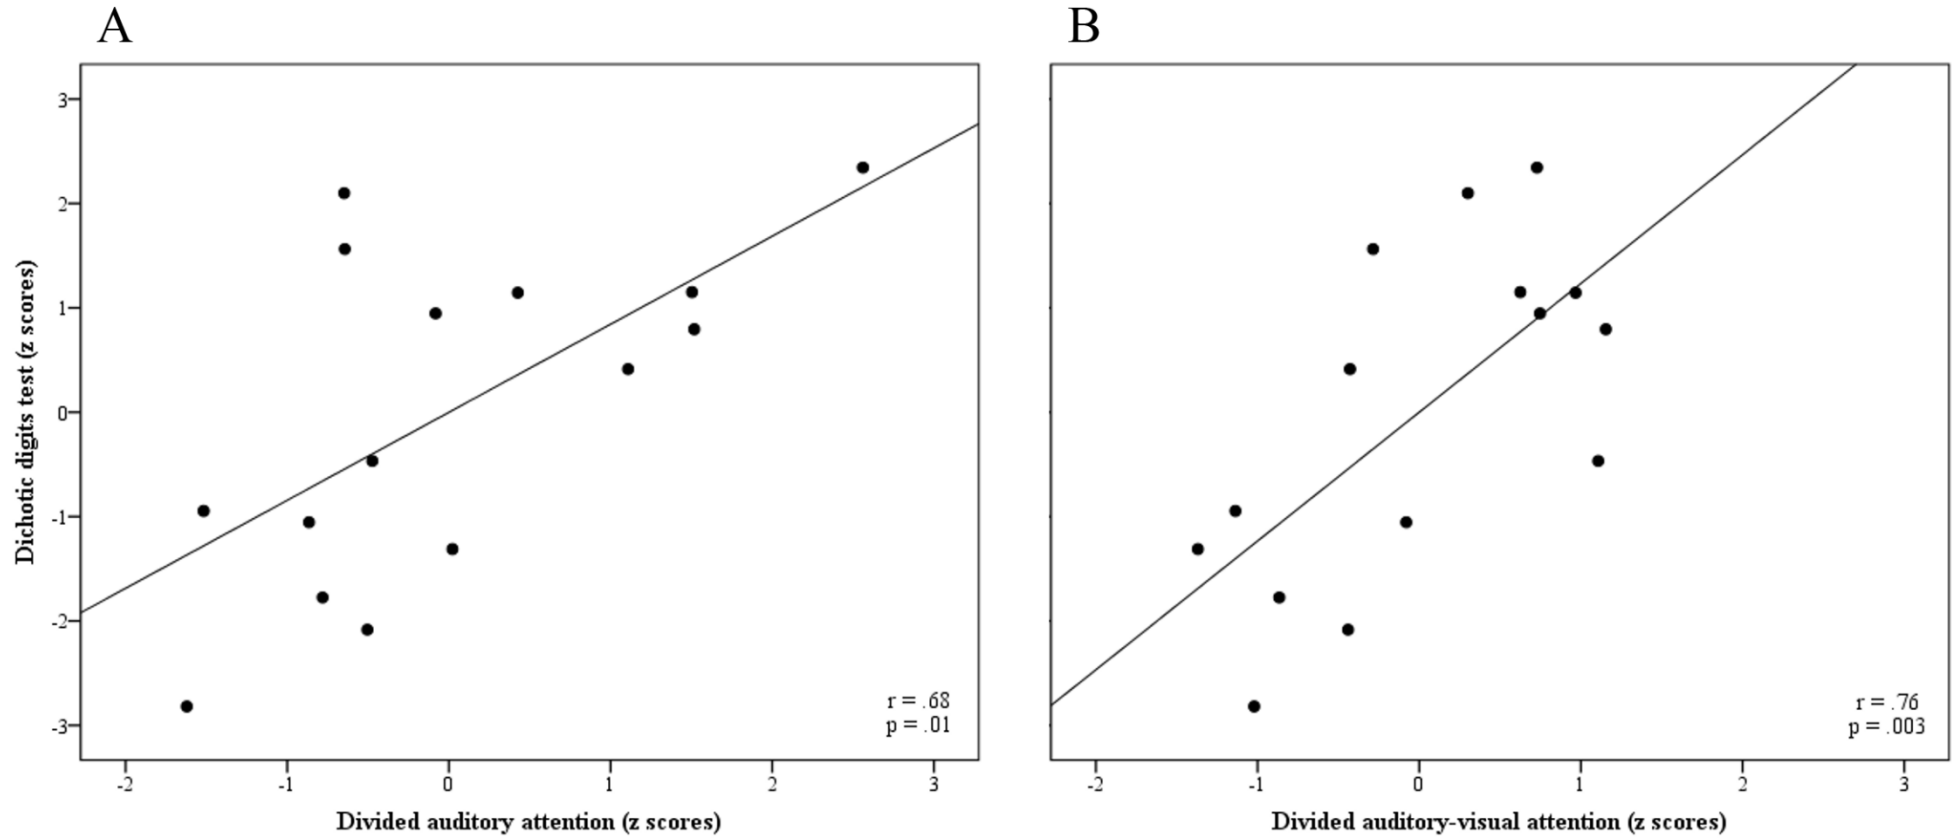 A
B
3
2
1
0
-1
-2
-3
Dichotic digits test (z scores)
r = .68
p = .01
-2 -1 0 1 2 3
Divided auditory attention (z scores)
r = .76
p = .003
-2 -1 0 1 2 3
Divided auditory-visual attention (z scores)